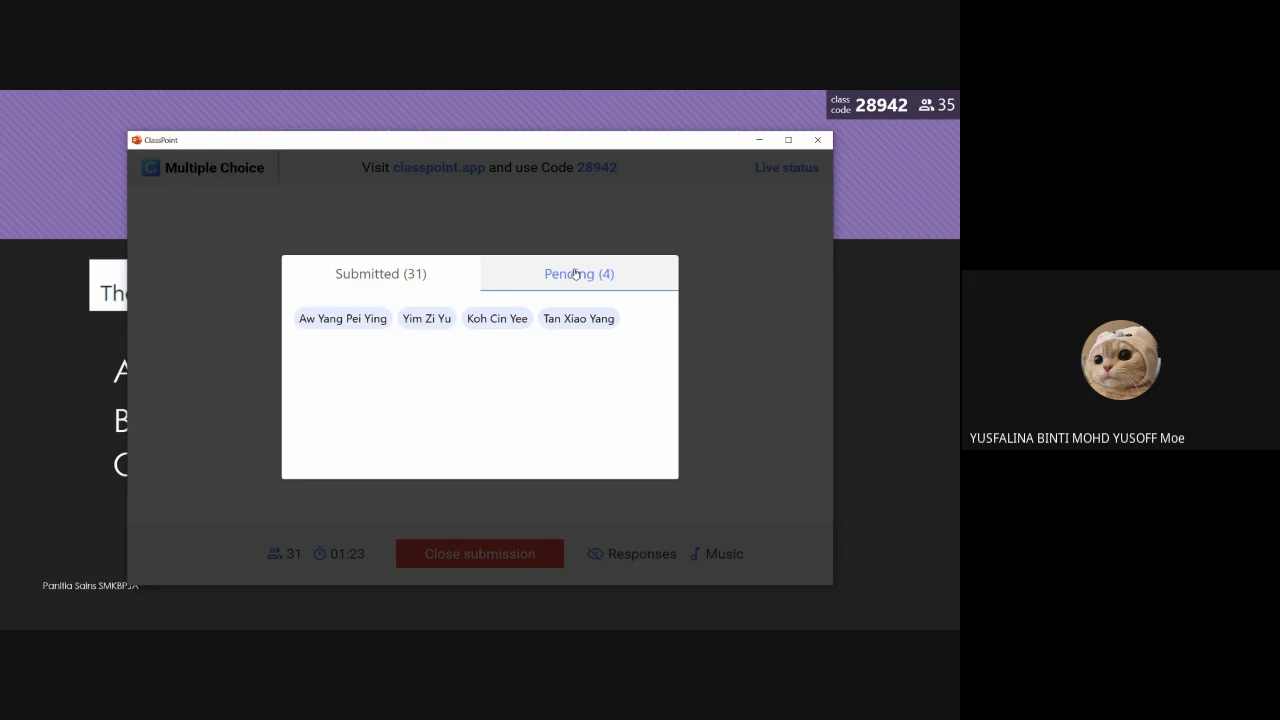 class code 28942 35
ClassPoint
Multiple Choice
Visit classpoint.app and use Code 28942
Live status
Submitted (31)
Pending (4)
Aw Yang Pei Ying
Yim Zi Yu
Koh Cin Yee
Tan Xiao Yang
A
B
31
01:23
Close submission
Responses
Music
Panitia Sains SMKBPJA
YUSFALINA BINTI MOHD YUSOFF Moe